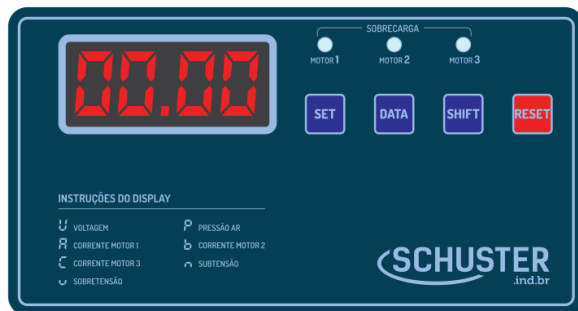 SOBRECARGA
MOTOR 1 MOTOR 2 MOTOR 3
00.00
SET DATA SHIFT RESET
INSTRUÇÕES DO DISPLAY
U VOLTAGEM
A CORRENTE MOTOR 1
C CORRENTE MOTOR 3
u SOBRETENSÃO
P PRESSÃO AR
b CORRENTE MOTOR 2
n SUBTENSÃO
SCHUSTER
.ind.br